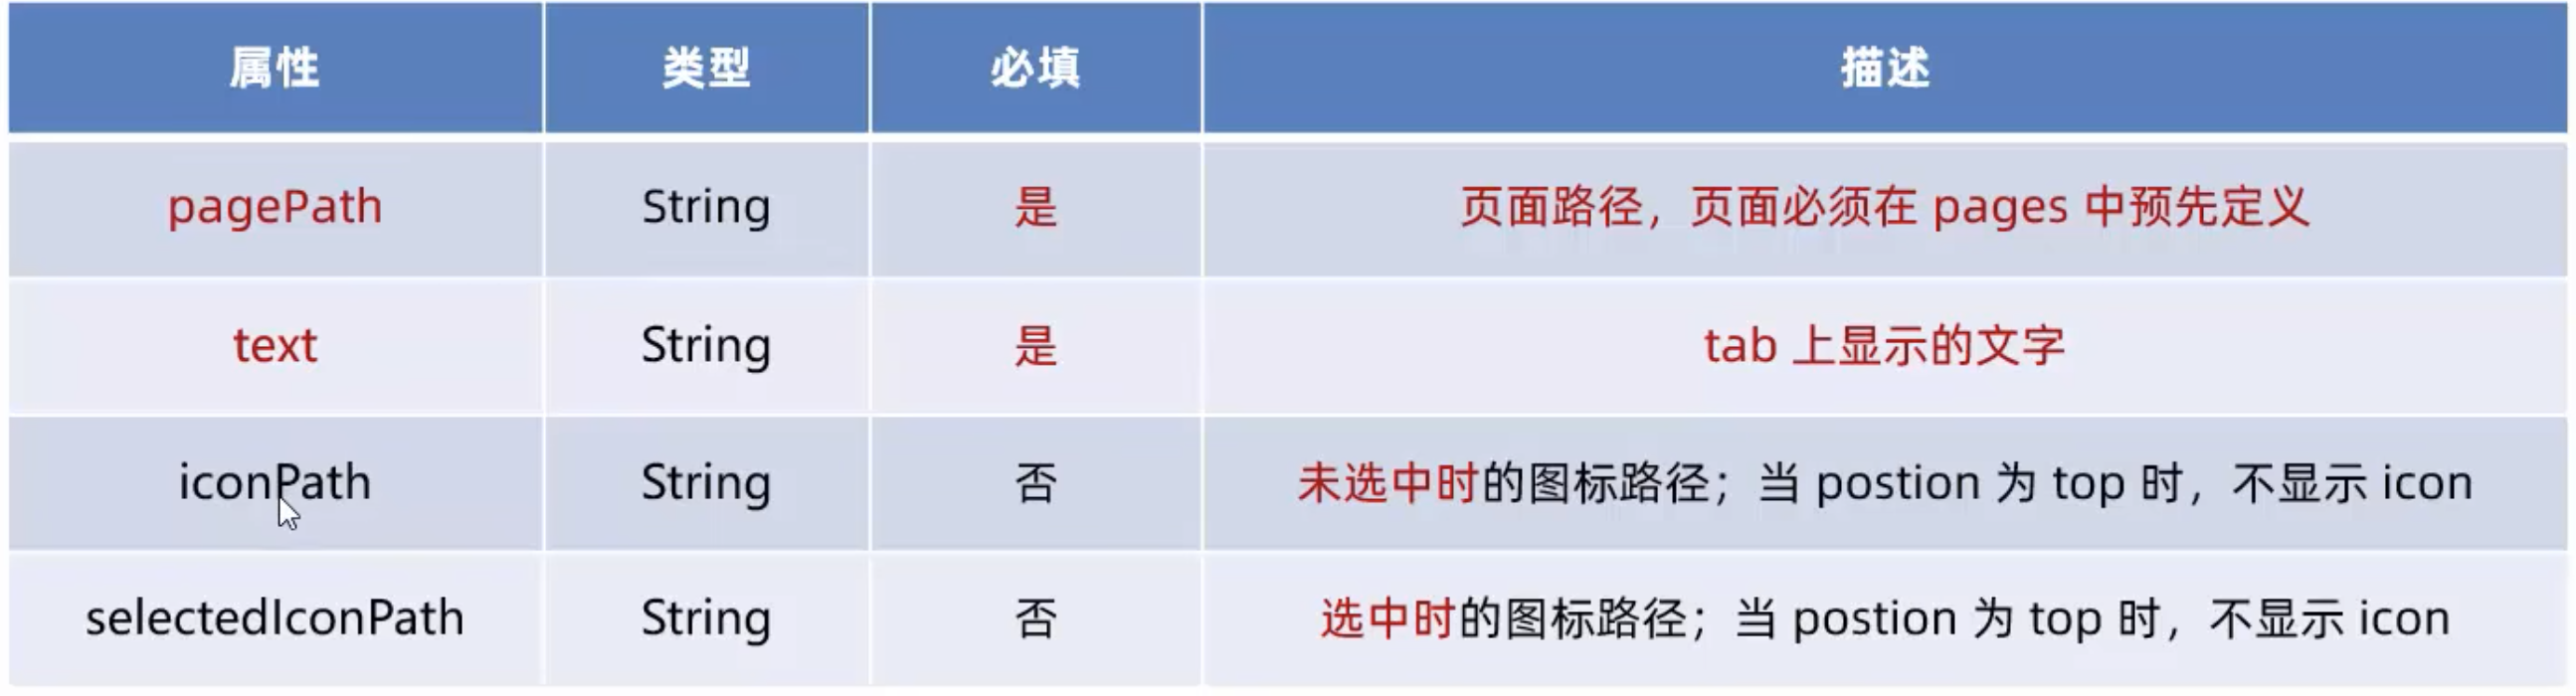 属性 类型 必填 描述
pagePath String 是 页面路径，页面必须在 pages 中预先定义
text String 是 tab 上显示的文字
iconPath String 否 未选中时的图标路径；当 postion 为 top 时，不显示 icon
selectedIconPath String 否 选中时的图标路径；当 postion 为 top 时，不显示 icon